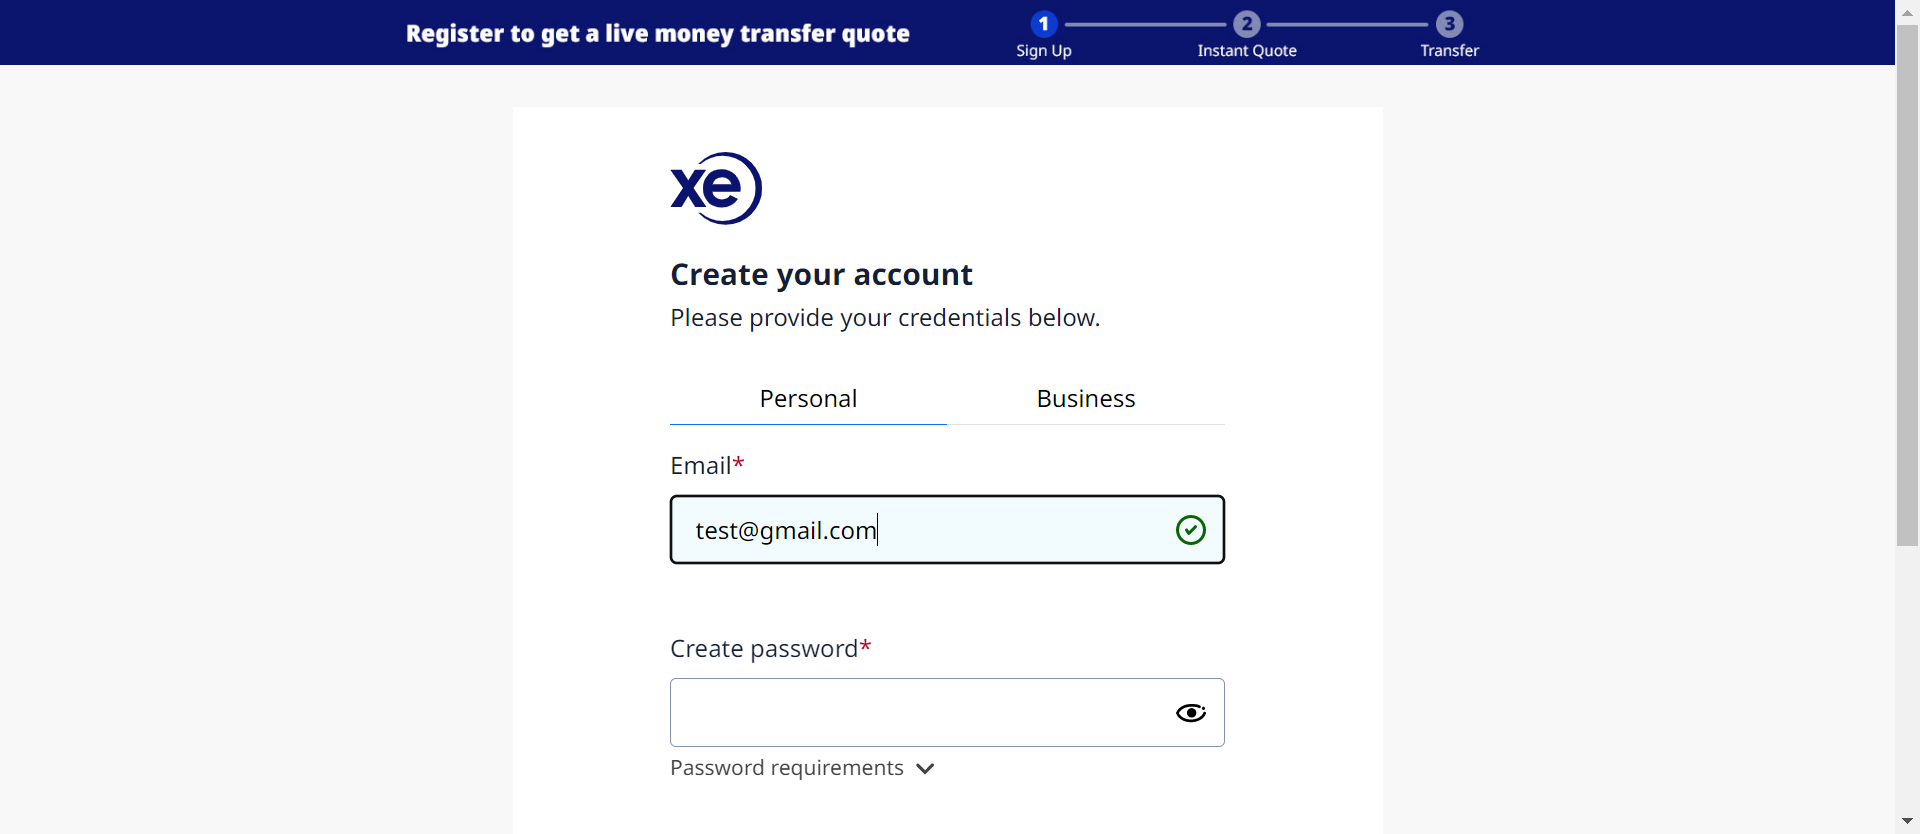 Register to get a live money transfer quote
1 2 3
Sign Up Instant Quote Transfer
xe
Create your account
Please provide your credentials below.
Personal Business
Email*
test@gmail.com
Create password*
Password requirements